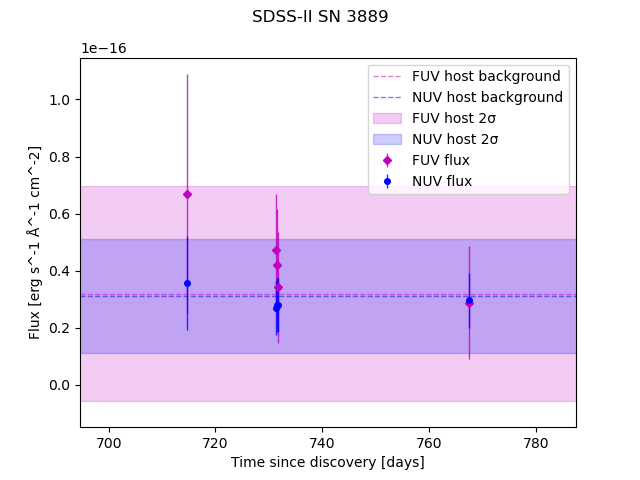 SDSS-II SN 3889
1e−16
FUV host background
NUV host background
FUV host 2σ
NUV host 2σ
FUV flux
NUV flux
1.0
0.8
0.6
0.4
0.2
0.0
Flux [erg s^-1 Å^-1 cm^-2]
700 720 740 760 780
Time since discovery [days]